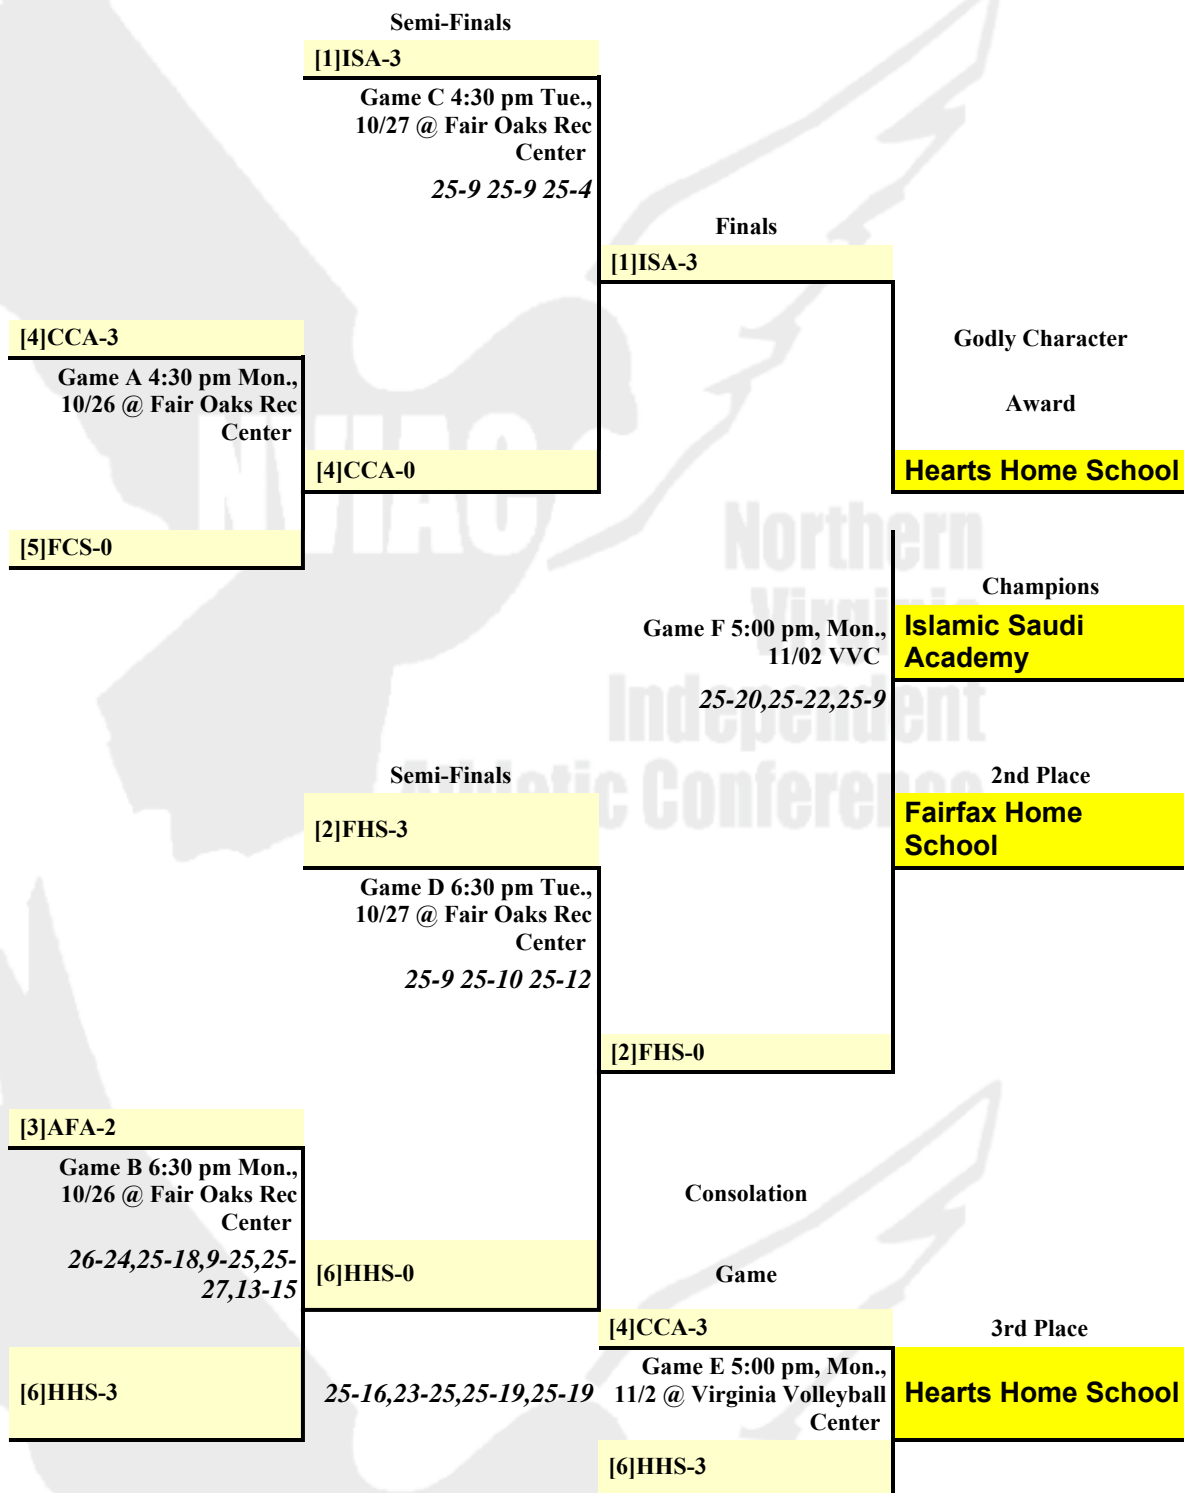 Semi-Finals
[1]ISA-3
Game C 4:30 pm Tue.,
10/27 @ Fair Oaks Rec
Center
25-9 25-9 25-4
Finals
[1]ISA-3
[4]CCA-3
Godly Character
Game A 4:30 pm Mon.,
10/26 @ Fair Oaks Rec
Center
Award
[4]CCA-0
Hearts Home School
[5]FCS-0
NVIAC
Northern
Virginia
Independent
Athletic Conference
Champions
Game F 5:00 pm, Mon.,
11/02 VVC
Islamic Saudi
Academy
25-20,25-22,25-9
Semi-Finals
2nd Place
[2]FHS-3
Fairfax Home
School
Game D 6:30 pm Tue.,
10/27 @ Fair Oaks Rec
Center
25-9 25-10 25-12
[2]FHS-0
[3]AFA-2
Game B 6:30 pm Mon.,
10/26 @ Fair Oaks Rec
Center
Consolation
26-24,25-18,9-25,25-
27,13-15
[6]HHS-0
Game
[4]CCA-3
3rd Place
[6]HHS-3
25-16,23-25,25-19,25-19
Game E 5:00 pm, Mon.,
11/2 @ Virginia Volleyball
Center
Hearts Home School
[6]HHS-3